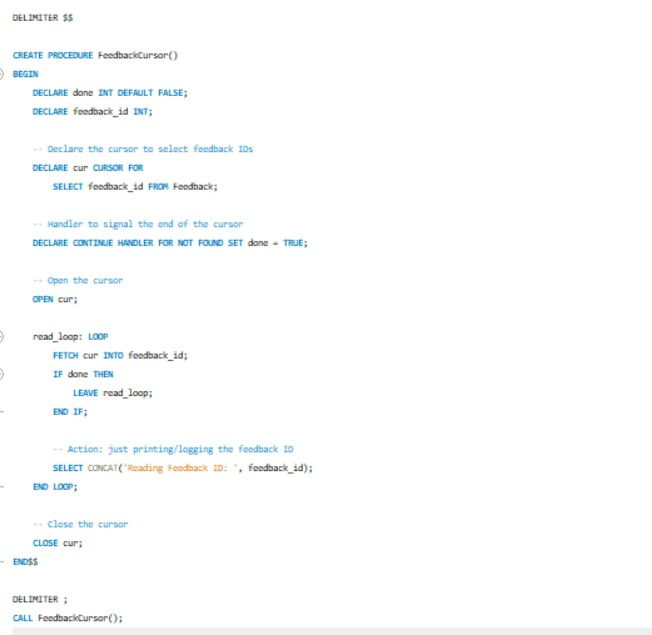 DELIMITER $$
CREATE PROCEDURE FeedbackCursor()
BEGIN
DECLARE done INT DEFAULT FALSE;
DECLARE feedback_id INT;
-- Declare the cursor to select feedback IDs
DECLARE cur CURSOR FOR
SELECT feedback_id FROM Feedback;
-- Handler to signal the end of the cursor
DECLARE CONTINUE HANDLER FOR NOT FOUND SET done = TRUE;
-- Open the cursor
OPEN cur;
read_loop: LOOP
FETCH cur INTO feedback_id;
IF done THEN
LEAVE read_loop;
END IF;
-- Action: just printing/logging the feedback ID
SELECT CONCAT('Reading Feedback ID: ', feedback_id);
END LOOP;
-- Close the cursor
CLOSE cur;
END$$
DELIMITER ;
CALL FeedbackCursor();